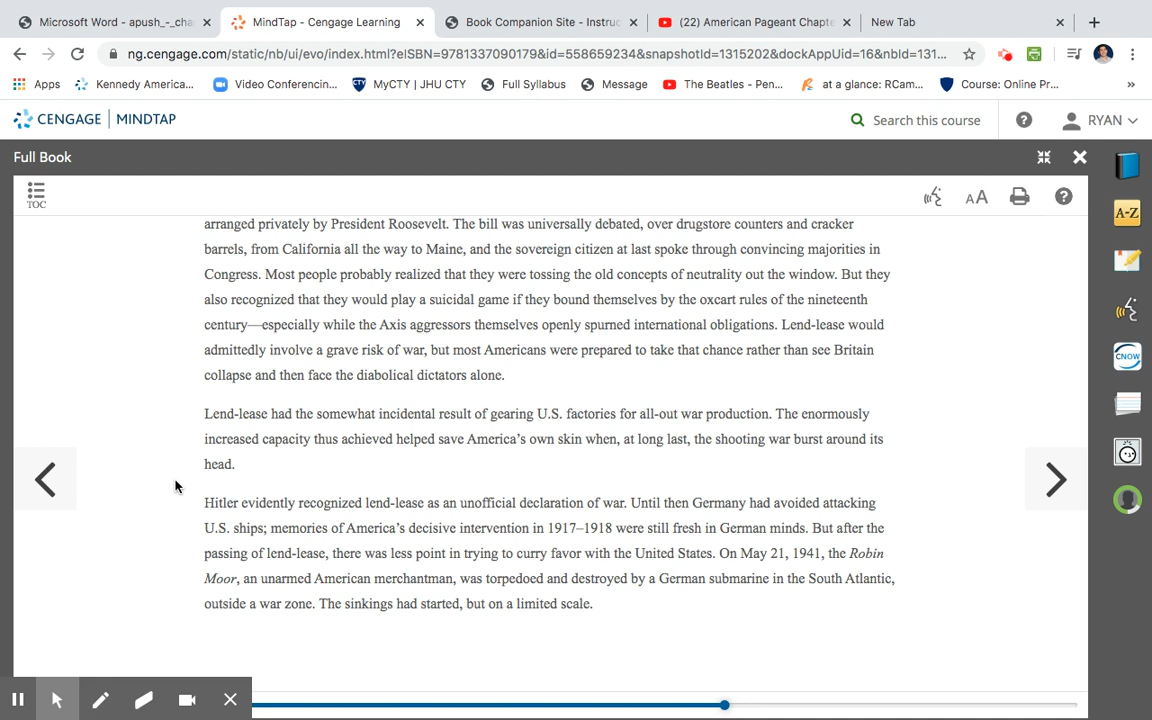 Microsoft Word - apush_-_cha
MindTap - Cengage Learning
Book Companion Site - Instruc
(22) American Pageant Chapte
New Tab
ng.cengage.com/static/nb/ui/evo/index.html?eISBN=9781337090179&id=558659234&snapshotId=1315202&dockAppUid=16&nbId=131...
Apps
Kennedy America...
Video Conferencin...
MyCTY | JHU CTY
Full Syllabus
Message
The Beatles - Pen...
at a glance: RCam...
Course: Online Pr...
»
CENGAGE | MINDTAP
Search this course
RYAN
Full Book
TOC
AA
A-Z
CNOW
arranged privately by President Roosevelt. The bill was universally debated, over drugstore counters and cracker
barrels, from California all the way to Maine, and the sovereign citizen at last spoke through convincing majorities in
Congress. Most people probably realized that they were tossing the old concepts of neutrality out the window. But they
also recognized that they would play a suicidal game if they bound themselves by the oxcart rules of the nineteenth
century—especially while the Axis aggressors themselves openly spurned international obligations. Lend-lease would
admittedly involve a grave risk of war, but most Americans were prepared to take that chance rather than see Britain
collapse and then face the diabolical dictators alone.
Lend-lease had the somewhat incidental result of gearing U.S. factories for all-out war production. The enormously
increased capacity thus achieved helped save America's own skin when, at long last, the shooting war burst around its
head.
Hitler evidently recognized lend-lease as an unofficial declaration of war. Until then Germany had avoided attacking
U.S. ships; memories of America's decisive intervention in 1917–1918 were still fresh in German minds. But after the
passing of lend-lease, there was less point in trying to curry favor with the United States. On May 21, 1941, the Robin
Moor, an unarmed American merchantman, was torpedoed and destroyed by a German submarine in the South Atlantic,
outside a war zone. The sinkings had started, but on a limited scale.